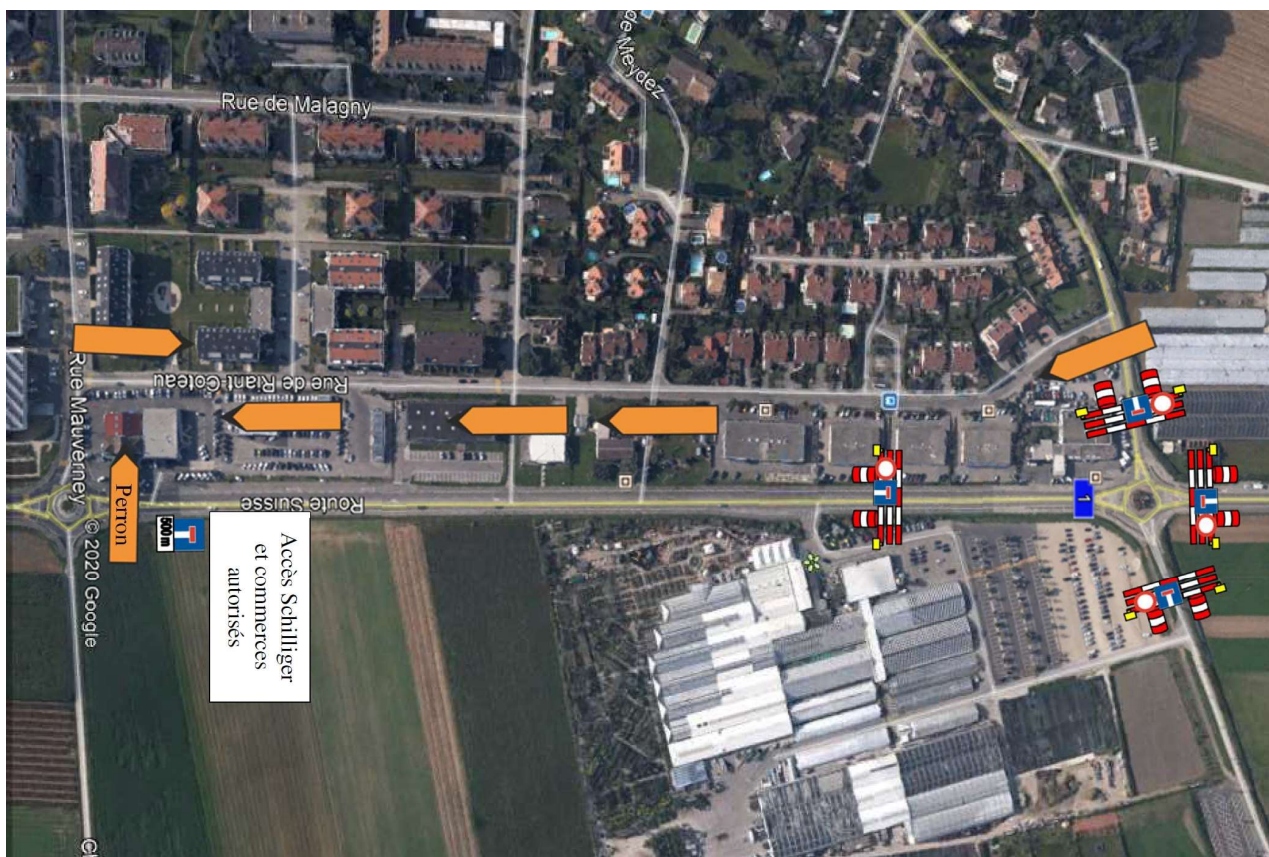 Rue de Malagny
de Meydez
Rue de Riant-Coteau
Rue Mauverney
Route Suisse
1
Perron
500 m
Accès Schilliger
et commerces
autorisés
© 2020 Google